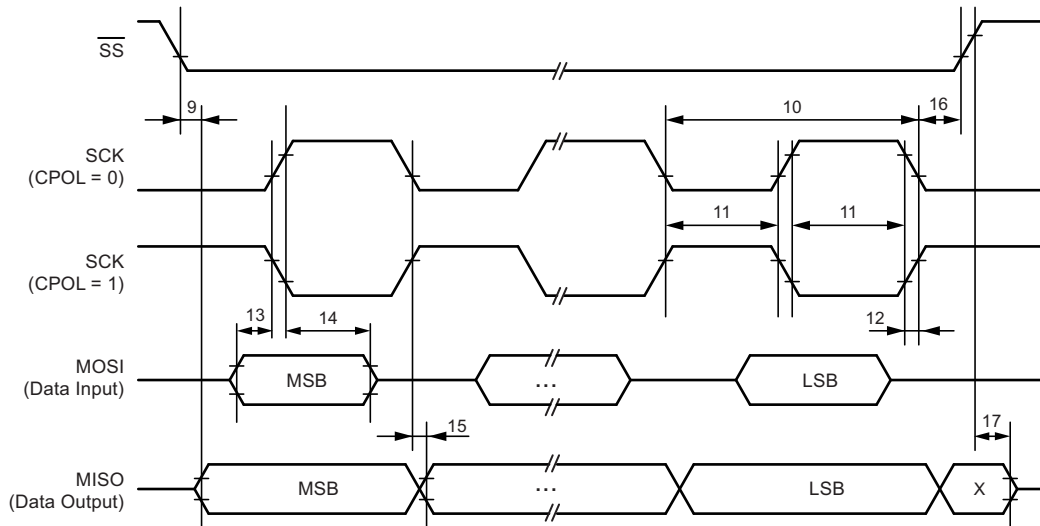 SS
9
10
16
SCK
(CPOL = 0)
11
11
SCK
(CPOL = 1)
13
14
12
MOSI
(Data Input)
MSB
...
LSB
15
17
MISO
(Data Output)
MSB
...
LSB
X